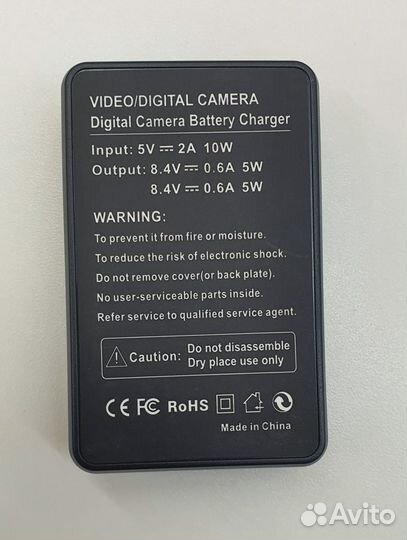 VIDEO/DIGITAL CAMERA
Digital Camera Battery Charger
Input: 5V ⎓ 2A 10W
Output: 8.4V ⎓ 0.6A 5W
8.4V ⎓ 0.6A 5W
WARNING:
To prevent it from fire or moisture.
To reduce the risk of electronic shock.
Do not remove cover(or back plate).
No user-serviceable parts inside.
Refer service to qualified service agent.
Caution: Do not disassemble
Dry place use only
CE FC RoHS
Made in China
Avito